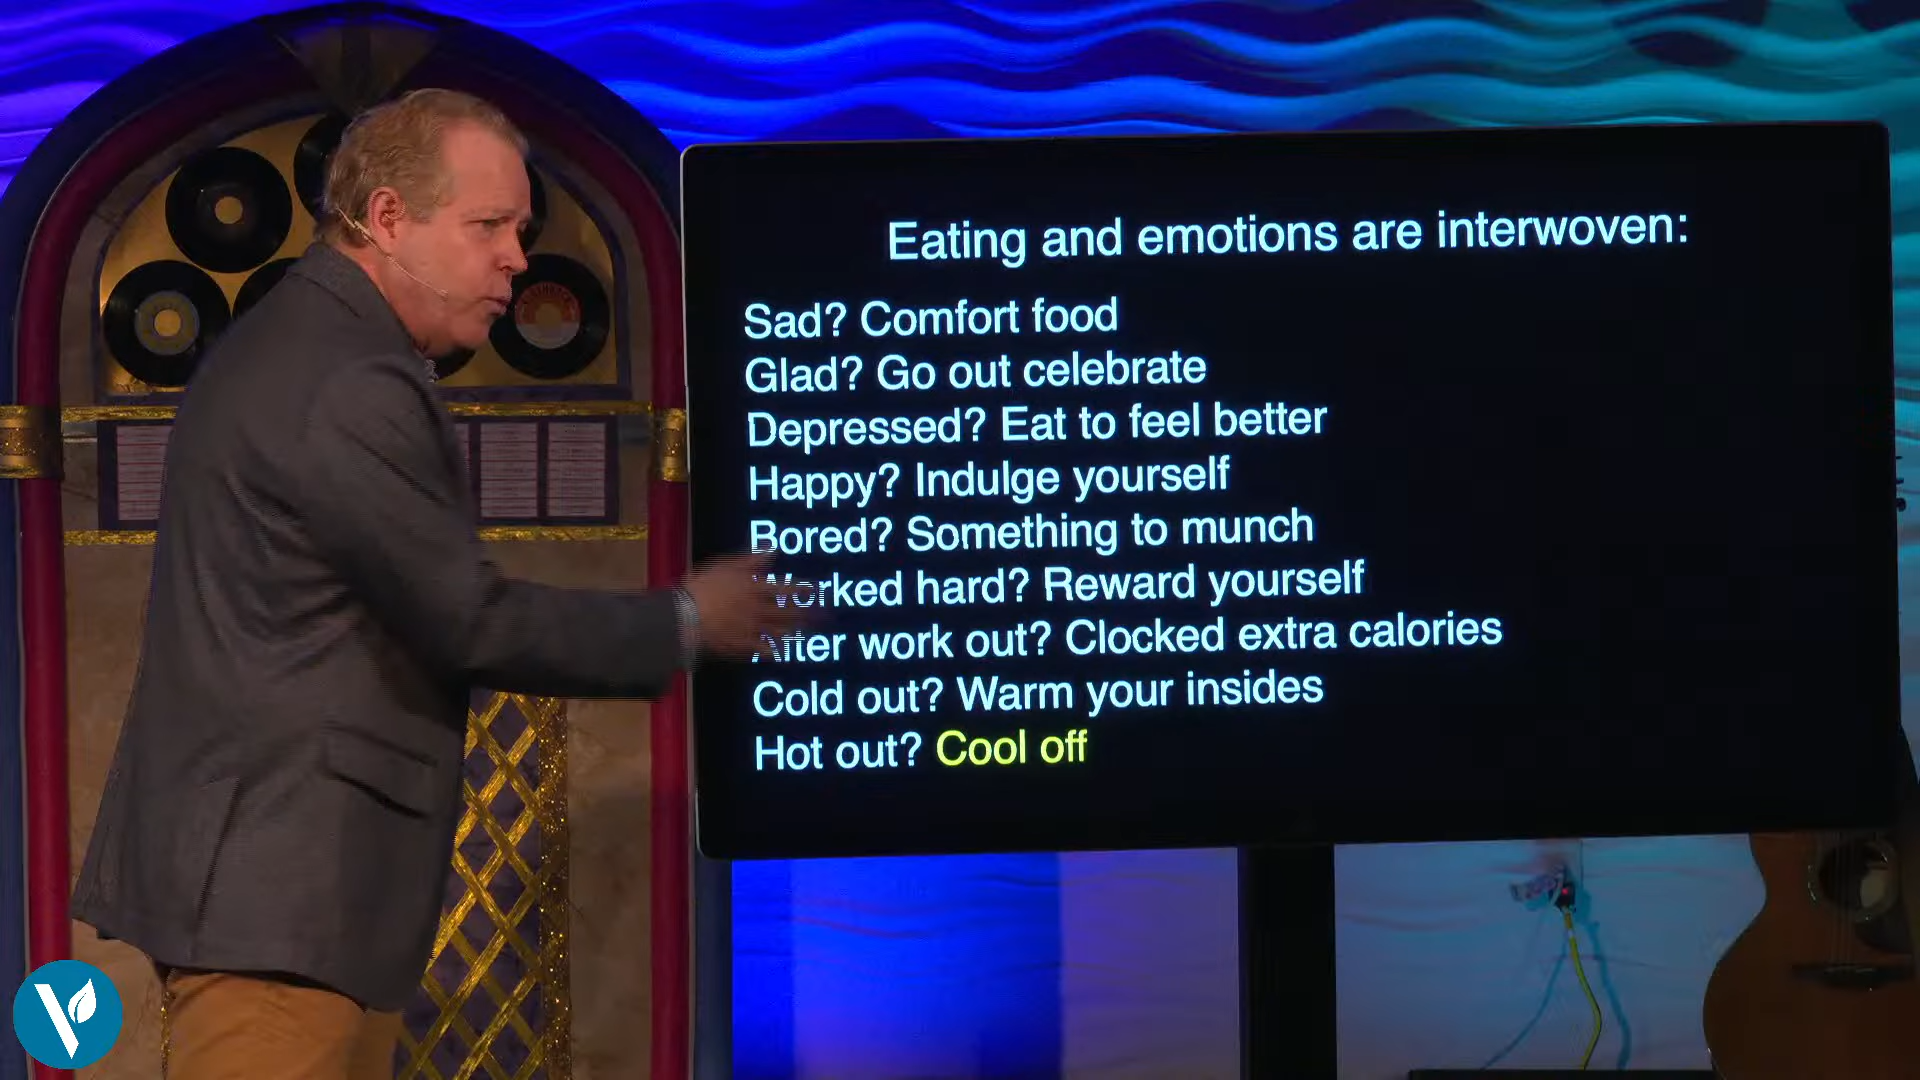 Eating and emotions are interwoven:
Sad? Comfort food
Glad? Go out celebrate
Depressed? Eat to feel better
Happy? Indulge yourself
Bored? Something to munch
Worked hard? Reward yourself
After work out? Clocked extra calories
Cold out? Warm your insides
Hot out? Cool off